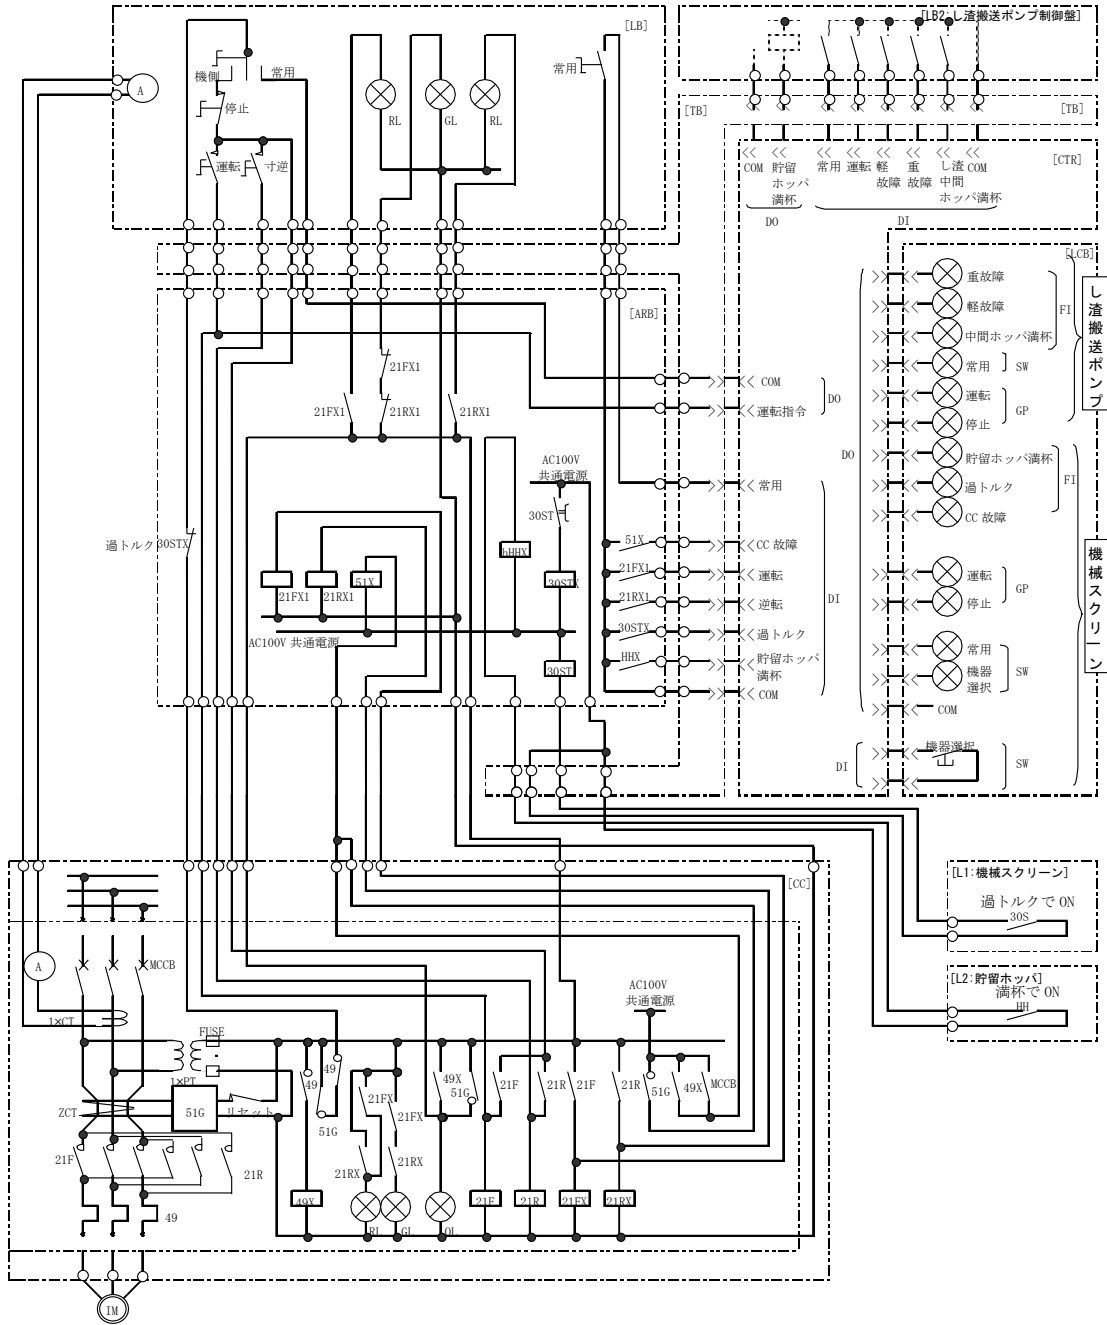 [LB]
機側
常用
停止
運転
寸逆
A
RL
GL
RL
常用
[LB2:し渣搬送ポンプ制御盤]
[TB]
[TB]
[CTR]
COM
貯留
ホッパ
満杯
常用
運転
軽
故障
重
故障
し渣
中間
ホッパ満杯
COM
DO
DI
[LCB]
重故障
軽故障
中間ホッパ満杯
FI
常用
SW
運転
停止
GP
し渣搬送ポンプ
貯留ホッパ満杯
過トルク
CC 故障
FI
運転
停止
GP
常用
機器
選択
SW
COM
機器選択
SW
機械スクリーン
DO
DI
[ARB]
21FX1
21FX1
21RX1
21RX1
COM
運転指令
DO
AC100V
共通電源
30ST
常用
過トルク
30STX
hHHX
30STX
21FX1
21RX1
51X
AC100V 共通電源
30ST
51X
CC 故障
21FX1
運転
21RX1
逆転
30STX
過トルク
HHX
貯留ホッパ
満杯
COM
DI
[CC]
[L1:機械スクリーン]
過トルクで ON
30S
[L2:貯留ホッパ]
満杯で ON
HH
A
MCCB
1×CT
AC100V
共通電源
FUSE
1×PT
ZCT
51G
リセット
49
49
51G
21FX
21FX
21RX
21RX
49X
51G
21F
21R
21F
21R
51G
49X
MCCB
21F
21R
49
49X
RL
GL
OL
21F
21R
21FX
21RX
IM